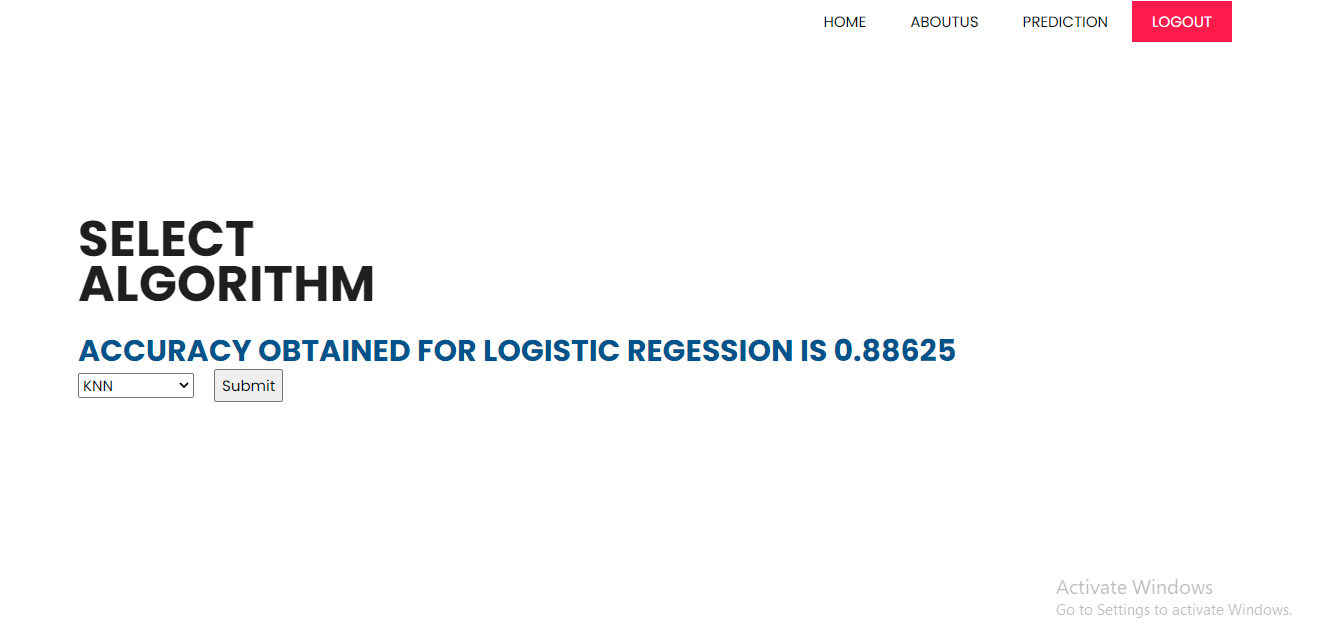 HOME ABOUTUS PREDICTION LOGOUT
SELECT
ALGORITHM
ACCURACY OBTAINED FOR LOGISTIC REGESSION IS 0.88625
KNN Submit
Activate Windows
Go to Settings to activate Windows.